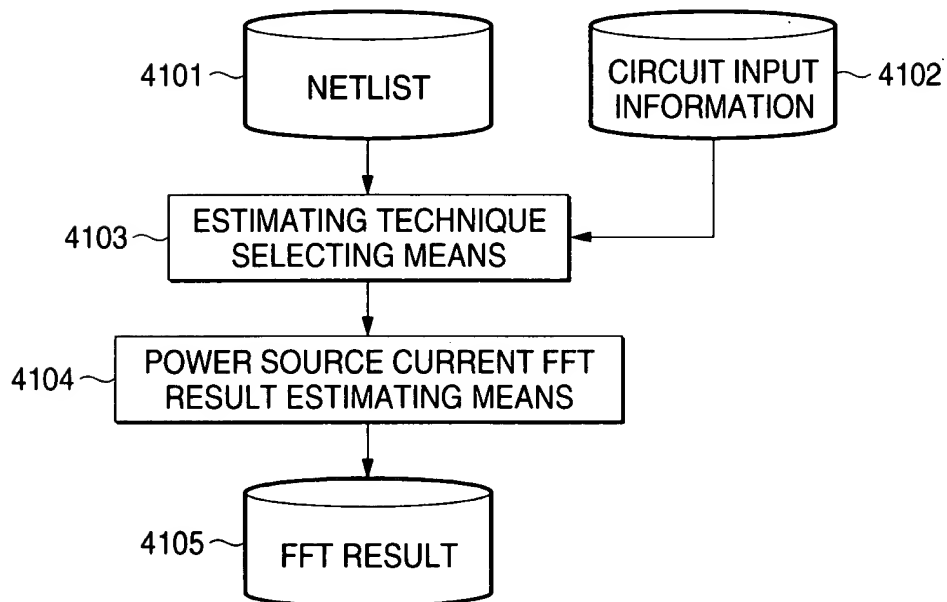 4101
NETLIST
CIRCUIT INPUT
INFORMATION
4102
4103
ESTIMATING TECHNIQUE
SELECTING MEANS
4104
POWER SOURCE CURRENT FFT
RESULT ESTIMATING MEANS
4105
FFT RESULT